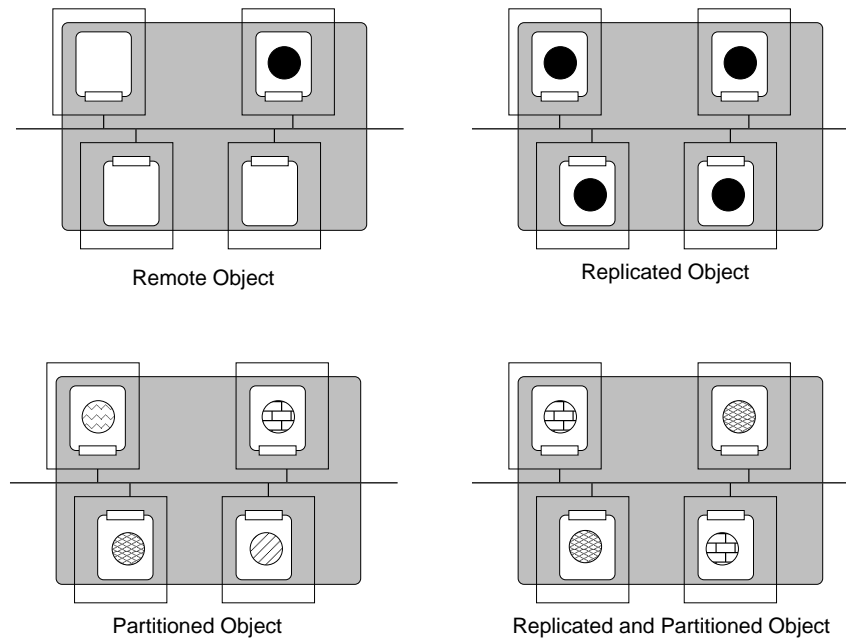 Remote Object
Replicated Object
Partitioned Object
Replicated and Partitioned Object